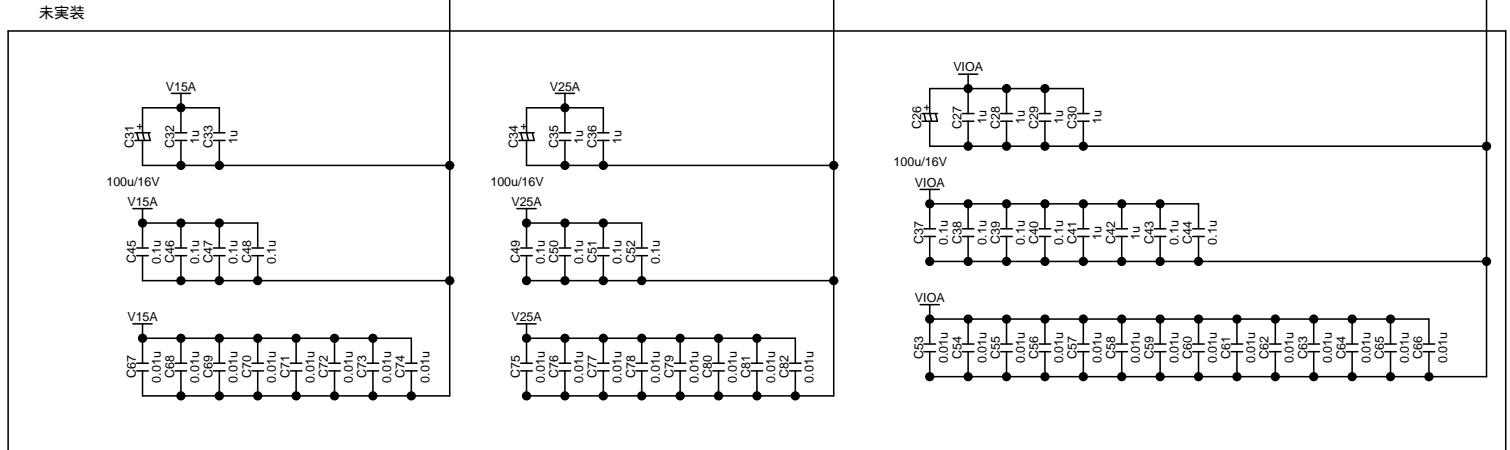 未実装
V15A
C31
+
C32
1u
C33
1u
100u/16V
V25A
C34
+
C35
1u
C36
1u
100u/16V
VIOA
C26
+
C27
1u
C28
1u
C29
1u
C30
1u
100u/16V
V15A
C45
0.1u
C46
0.1u
C47
0.1u
C48
0.1u
V25A
C49
0.1u
C50
0.1u
C51
0.1u
C52
0.1u
VIOA
C37
0.1u
C38
0.1u
C39
0.1u
C40
0.1u
C41
1u
C42
1u
C43
0.1u
C44
0.1u
V15A
C67
0.01u
C68
0.01u
C69
0.01u
C70
0.01u
C71
0.01u
C72
0.01u
C73
0.01u
C74
0.01u
V25A
C75
0.01u
C76
0.01u
C77
0.01u
C78
0.01u
C79
0.01u
C80
0.01u
C81
0.01u
C82
0.01u
VIOA
C53
0.01u
C54
0.01u
C55
0.01u
C56
0.01u
C57
0.01u
C58
0.01u
C59
0.01u
C60
0.01u
C61
0.01u
C62
0.01u
C63
0.01u
C64
0.01u
C65
0.01u
C66
0.01u